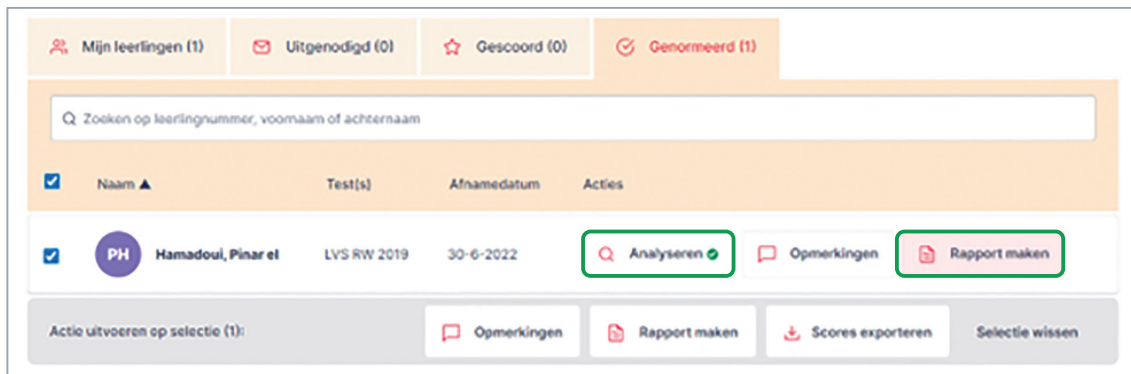 Mijn leerlingen (1) Uitgenodigd (0) Gescoord (0) Genormeerd (1)
Zoeken op leerlingnummer, voornaam of achternaam
Naam ▲ Test(s) Afnamedatum Acties
PH Hamadoui, Pinar el LVS RW 2019 30-6-2022 Analyseren Opmerkingen Rapport maken
Actie uitvoeren op selectie (1): Opmerkingen Rapport maken Scores exporteren Selectie wissen